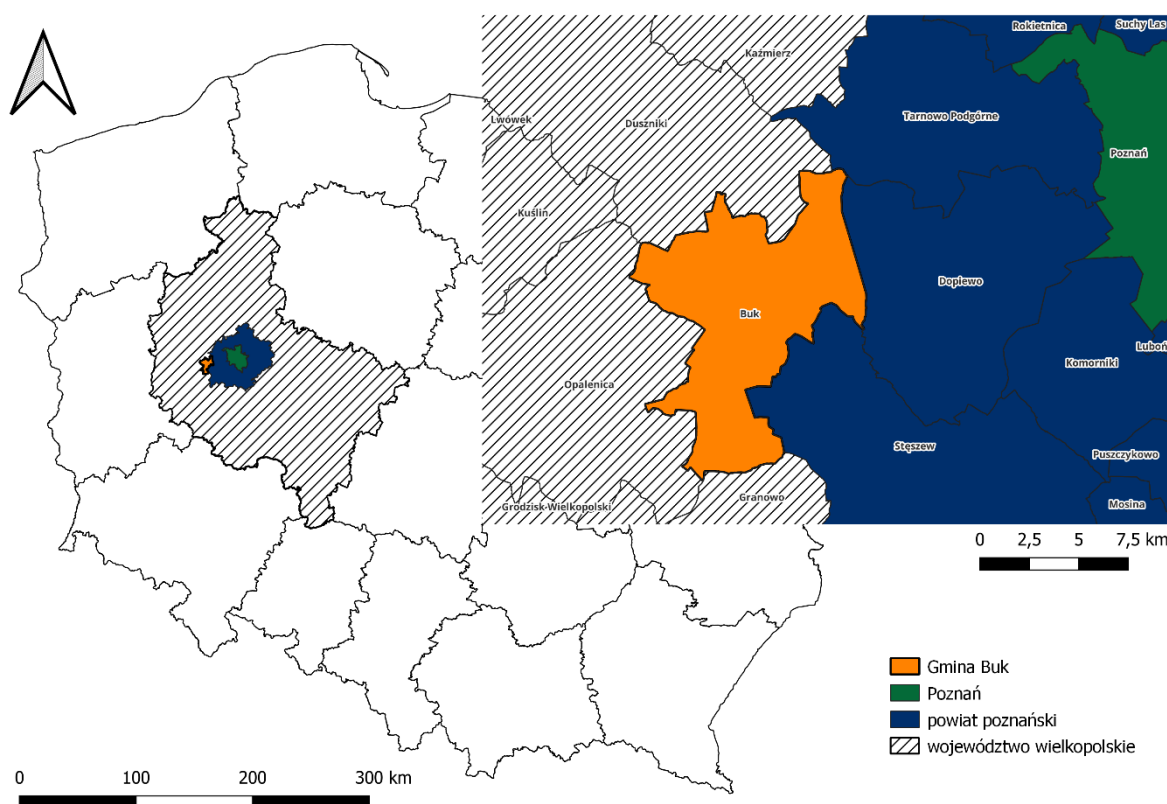 Rokietnica
Suchy Las
Kaźmierz
Lwówek
Duszniki
Tarnowo Podgórne
Poznań
Kuślin
Dopiewo
Buk
Luboń
Komorniki
Opalenica
Stęszew
Puszczykowo
Grodzisk Wielkopolski
Granowo
Mosina
0 2,5 5 7,5 km
Gmina Buk
Poznań
powiat poznański
województwo wielkopolskie
0 100 200 300 km